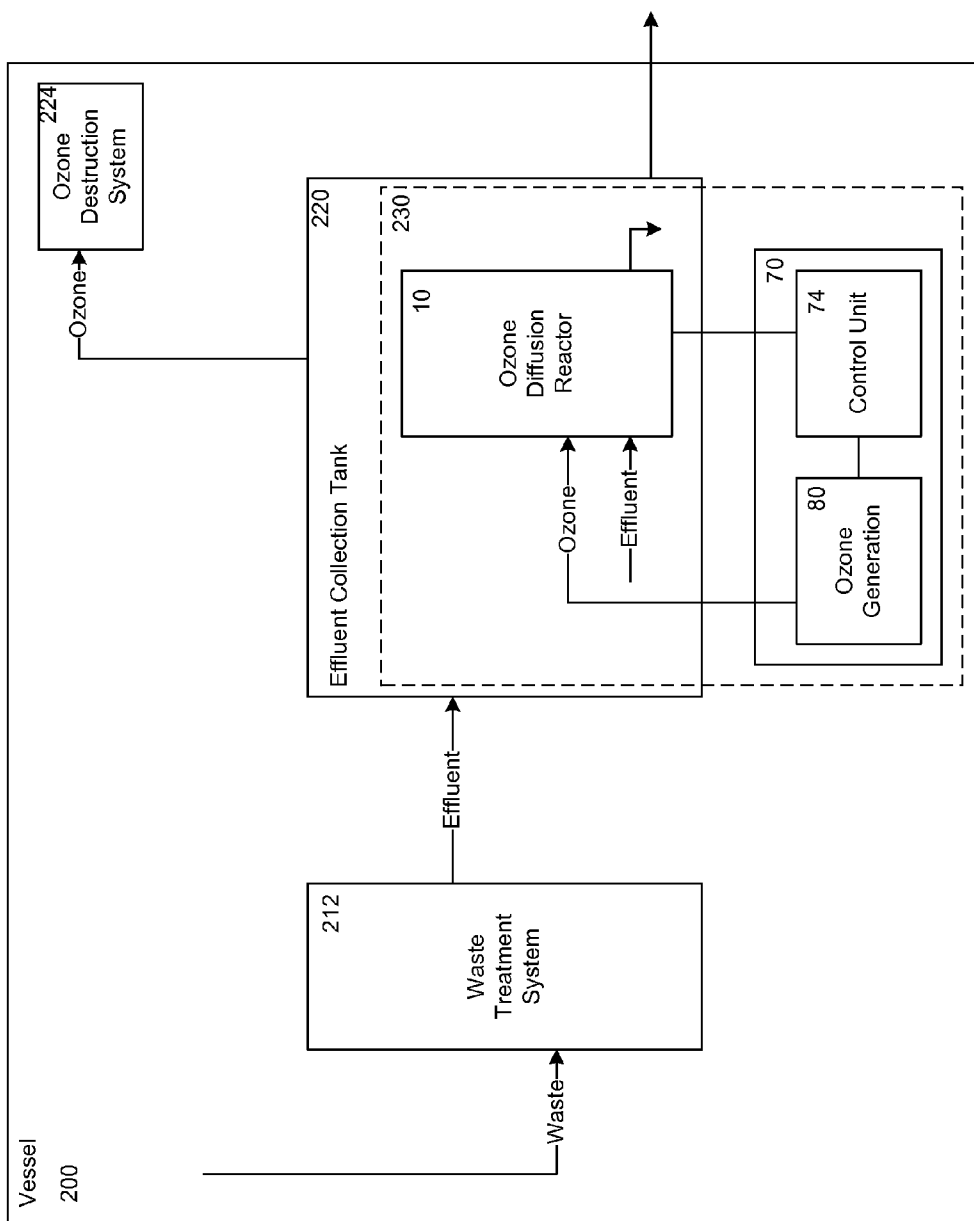 Vessel
200
Waste
212
Waste
Treatment
System
Effluent
220
Effluent Collection Tank
230
10
Ozone
Diffusion
Reactor
Ozone
Effluent
70
80
Ozone
Generation
74
Control Unit
Ozone
224
Ozone
Destruction
System